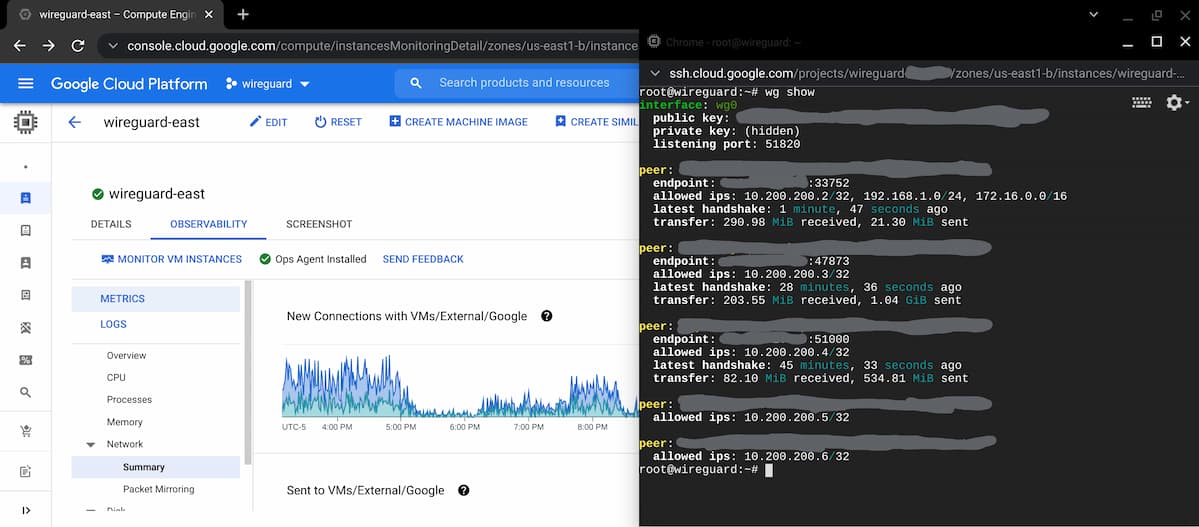 wireguard-east – Compute Engin
console.cloud.google.com/compute/instancesMonitoringDetail/zones/us-east1-b/instance
Google Cloud Platform
wireguard
Search products and resources
wireguard-east
EDIT
RESET
CREATE MACHINE IMAGE
CREATE SIMIL
wireguard-east
DETAILS
OBSERVABILITY
SCREENSHOT
MONITOR VM INSTANCES
Ops Agent Installed
SEND FEEDBACK
METRICS
LOGS
Overview
CPU
Processes
Memory
Network
Summary
Packet Mirroring
Disk
New Connections with VMs/External/Google
UTC-5 4:00 PM 5:00 PM 6:00 PM 7:00 PM 8:00 PM
Sent to VMs/External/Google
Chrome - root@wireguard: ~
ssh.cloud.google.com/projects/wireguard /zones/us-east1-b/instances/wireguard-...
root@wireguard:~# wg show
interface: wg0
public key:
private key: (hidden)
listening port: 51820
peer:
endpoint: :33752
allowed ips: 10.200.200.2/32, 192.168.1.0/24, 172.16.0.0/16
latest handshake: 1 minute, 47 seconds ago
transfer: 290.98 MiB received, 21.30 MiB sent
peer:
endpoint: :47873
allowed ips: 10.200.200.3/32
latest handshake: 28 minutes, 36 seconds ago
transfer: 203.55 MiB received, 1.04 GiB sent
peer:
endpoint: :51000
allowed ips: 10.200.200.4/32
latest handshake: 45 minutes, 33 seconds ago
transfer: 82.10 MiB received, 534.81 MiB sent
peer:
allowed ips: 10.200.200.5/32
peer:
allowed ips: 10.200.200.6/32
root@wireguard:~#